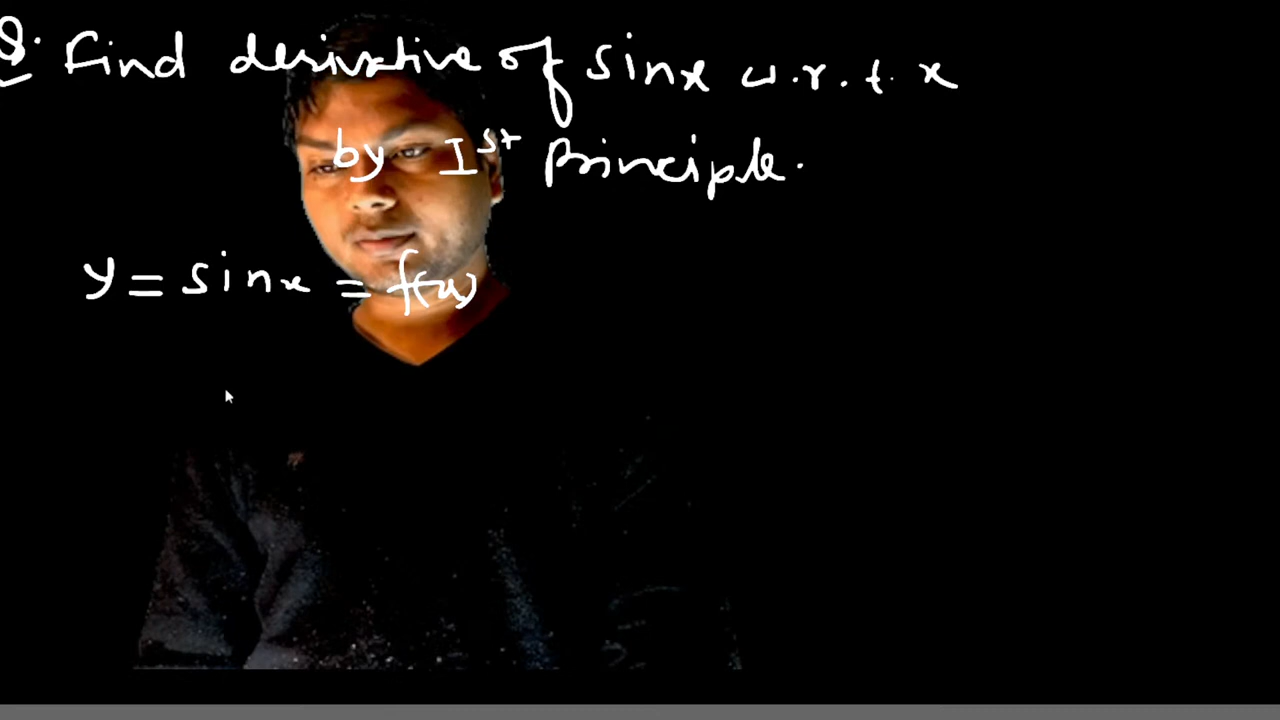 Q. Find derivative of sinx w.r.t. x
by Ist Principle.
y = sinx = f(x)